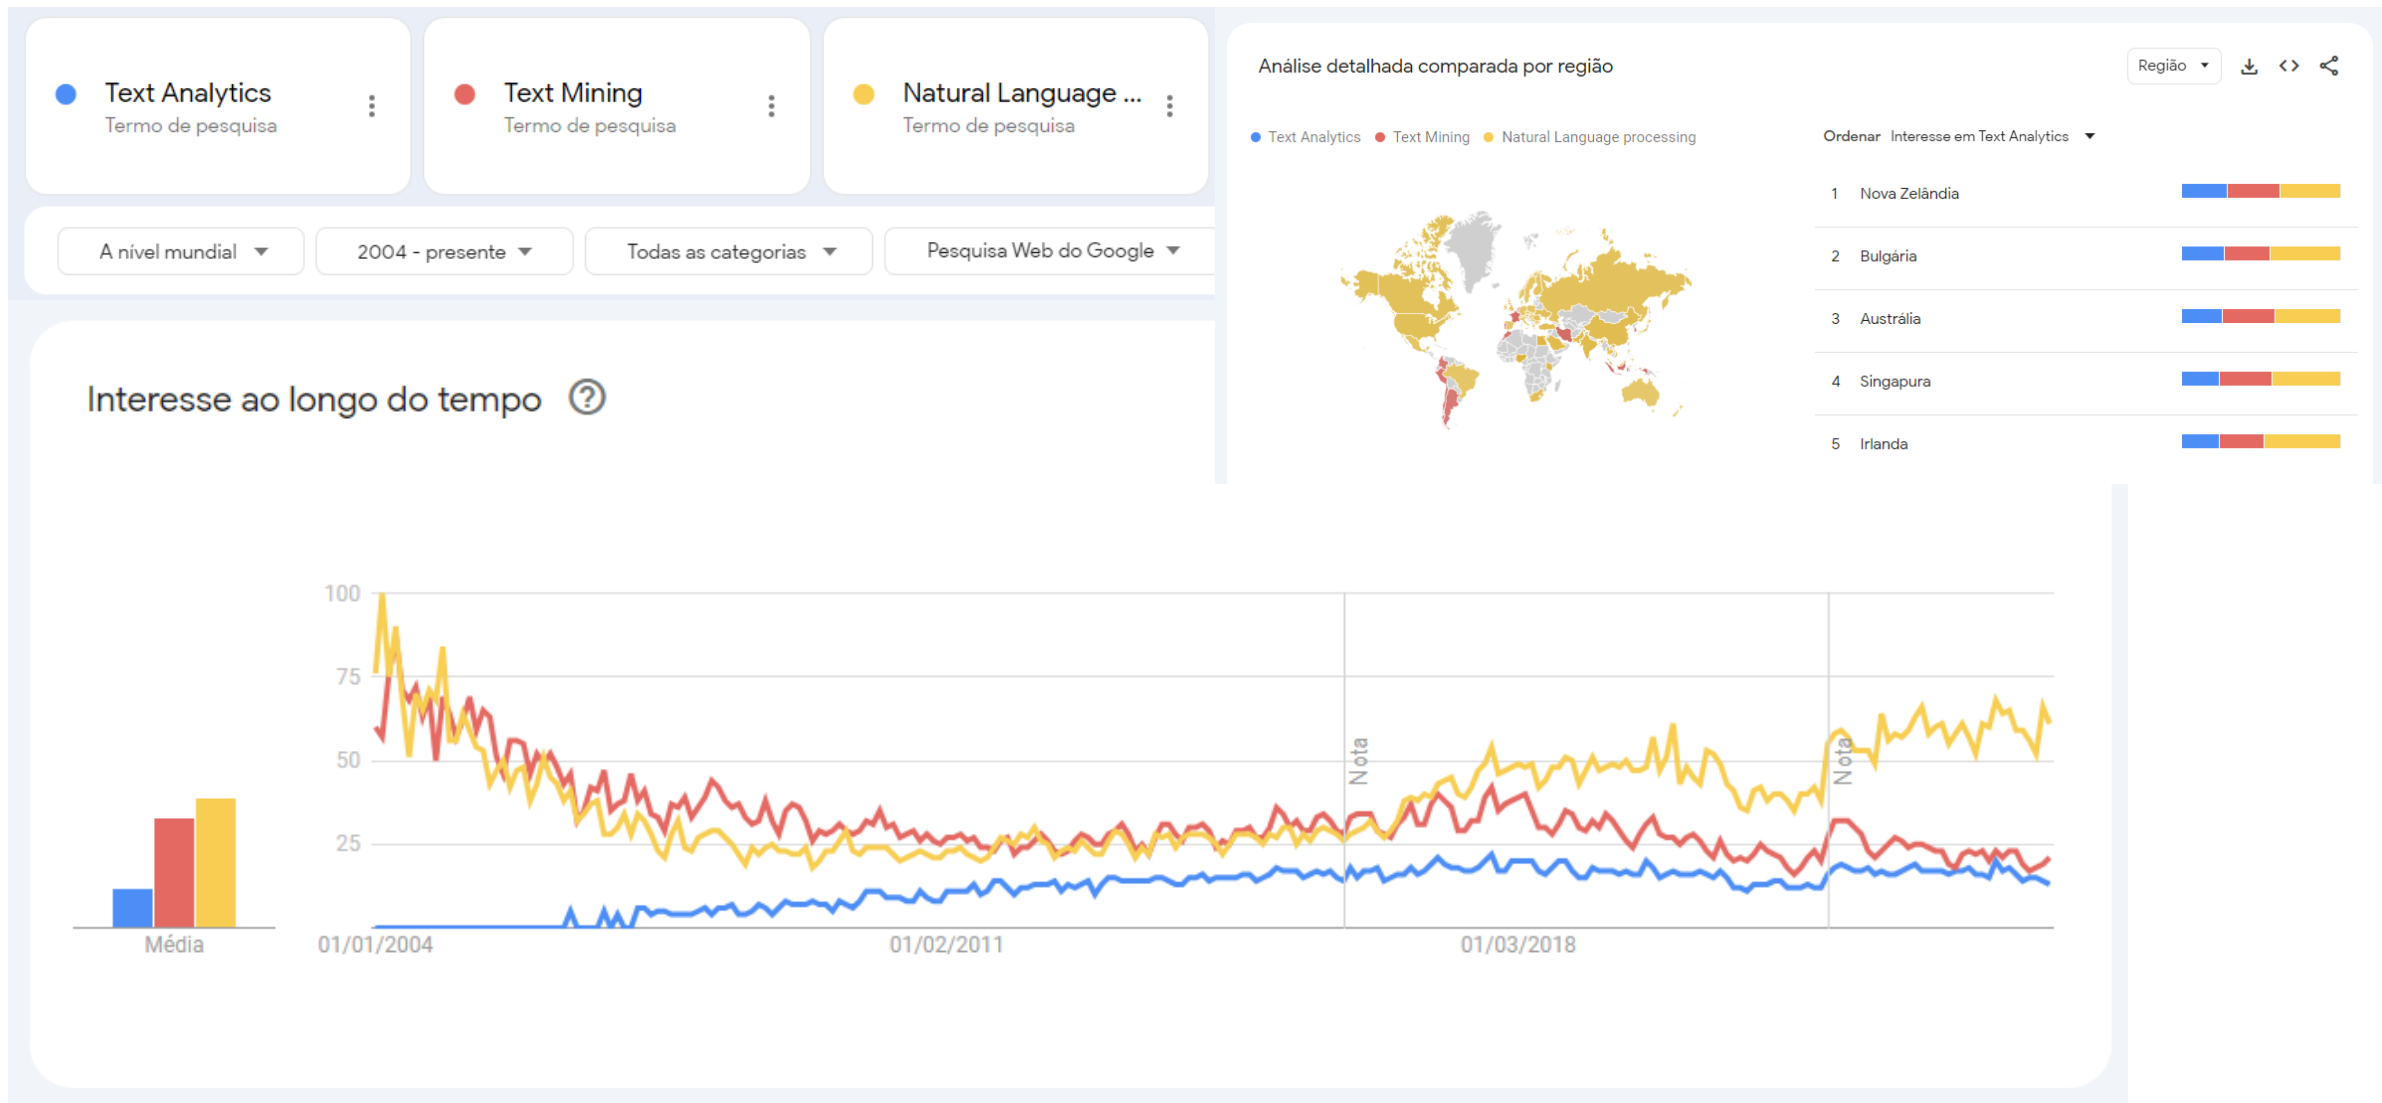 Text Analytics
Termo de pesquisa
Text Mining
Termo de pesquisa
Natural Language ...
Termo de pesquisa
A nível mundial
2004 - presente
Todas as categorias
Pesquisa Web do Google
Análise detalhada comparada por região
Região
Text Analytics
Text Mining
Natural Language processing
Ordenar Interesse em Text Analytics
1 Nova Zelândia
2 Bulgária
3 Austrália
4 Singapura
5 Irlanda
Interesse ao longo do tempo ?
100
75
50
25
Nota
Nota
Média
01/01/2004
01/02/2011
01/03/2018